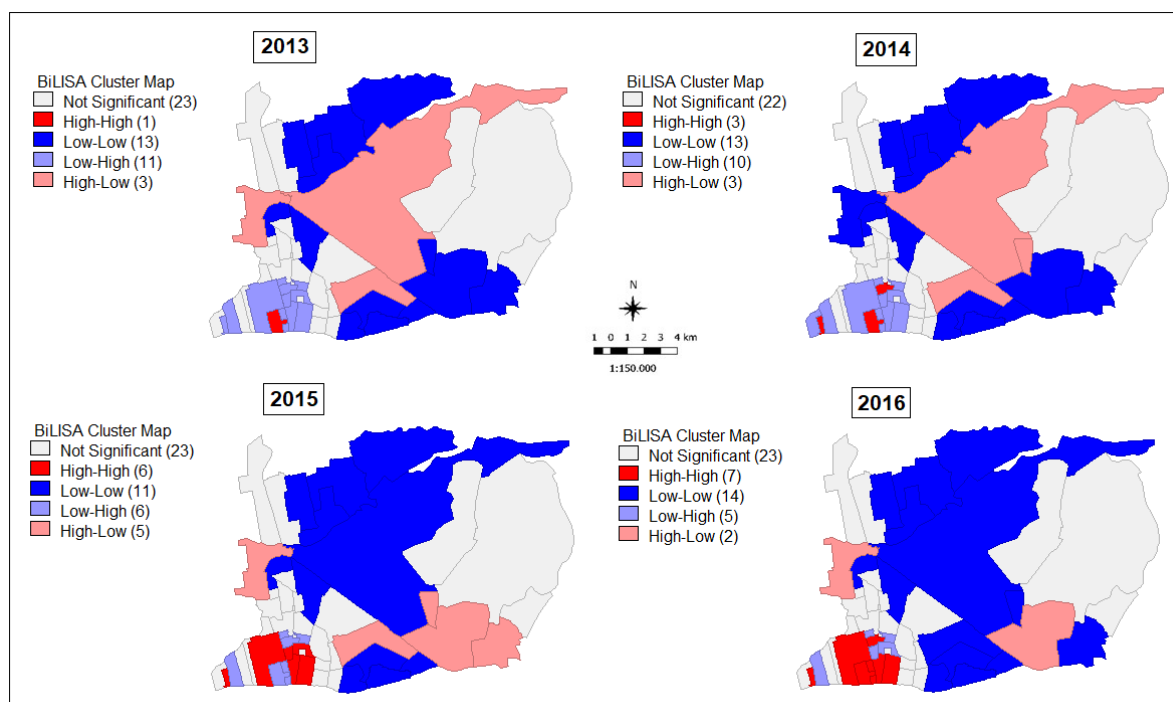 2013
BiLISA Cluster Map
Not Significant (23)
High-High (1)
Low-Low (13)
Low-High (11)
High-Low (3)
2014
BiLISA Cluster Map
Not Significant (22)
High-High (3)
Low-Low (13)
Low-High (10)
High-Low (3)
N
1 0 1 2 3 4 km
1:150.000
2015
BiLISA Cluster Map
Not Significant (23)
High-High (6)
Low-Low (11)
Low-High (6)
High-Low (5)
2016
BiLISA Cluster Map
Not Significant (23)
High-High (7)
Low-Low (14)
Low-High (5)
High-Low (2)